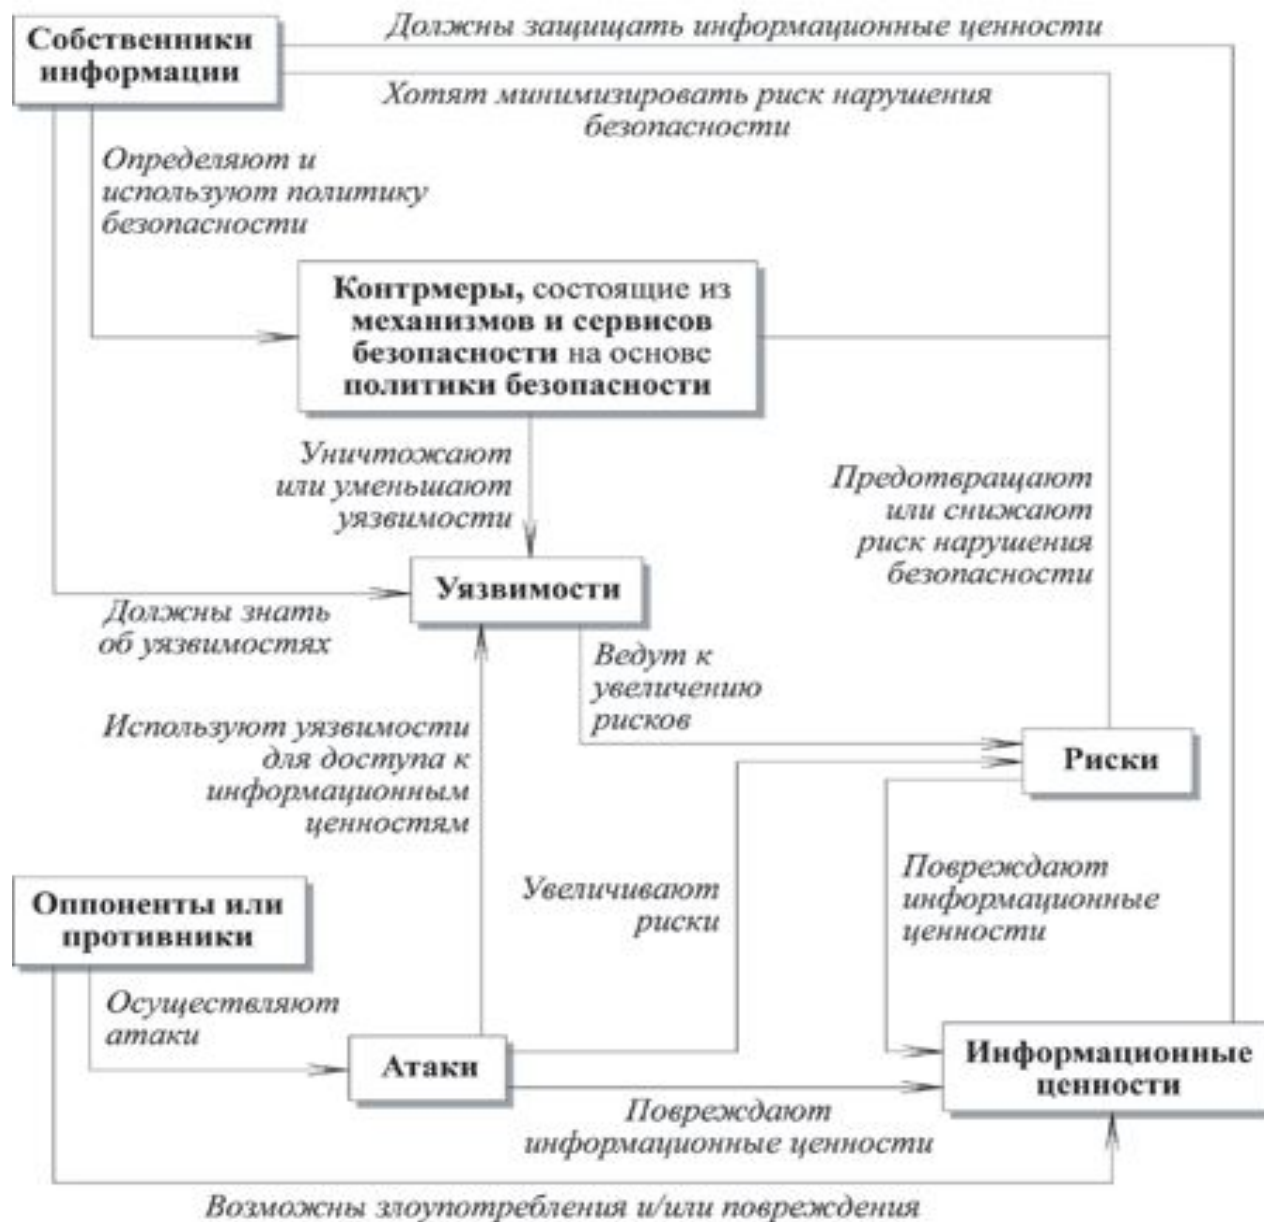 Собственники
информации
Должны защищать информационные ценности
Хотят минимизировать риск нарушения
безопасности
Определяют и
используют политику
безопасности
Контрмеры, состоящие из
механизмов и сервисов
безопасности на основе
политики безопасности
Уничтожают
или уменьшают
уязвимости
Предотвращают
или снижают
риск нарушения
безопасности
Уязвимости
Должны знать
об уязвимостях
Ведут к
увеличению
рисков
Используют уязвимости
для доступа к
информационным
ценностям
Риски
Увеличивают
риски
Повреждают
информационные
ценности
Оппоненты или
противники
Осуществляют
атаки
Атаки
Информационные
ценности
Повреждают
информационные ценности
Возможны злоупотребления и/или повреждения